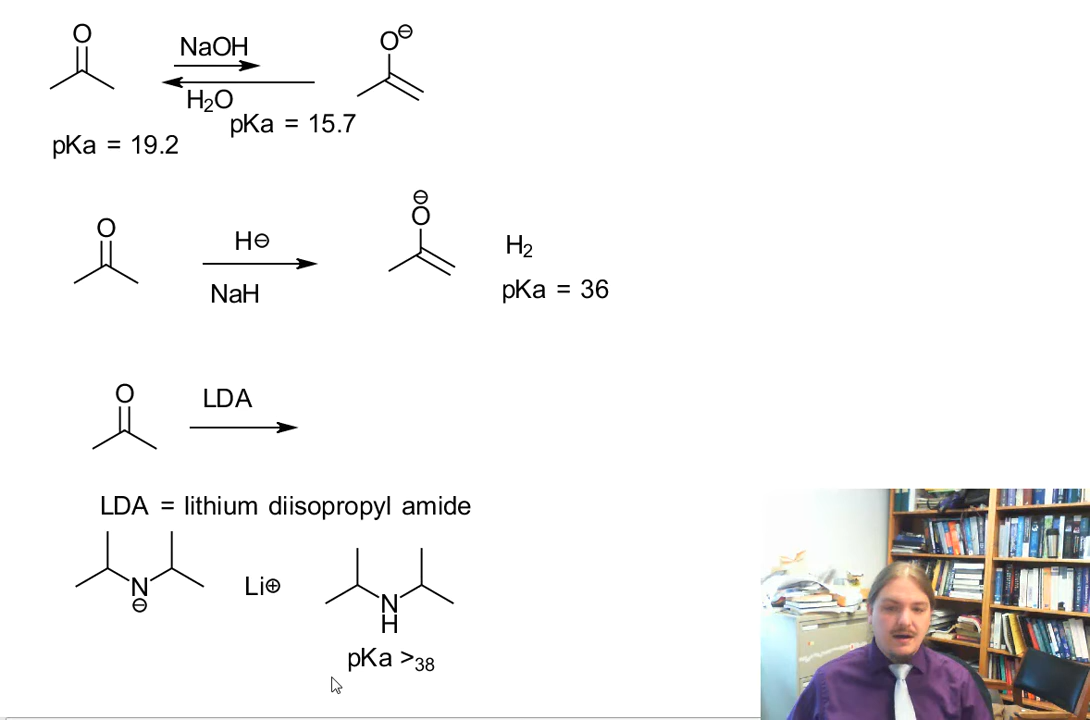 O
NaOH
O⊖
H₂O
pKa = 15.7
pKa = 19.2
O
H⊖
NaH
⊖
O
H₂
pKa = 36
O
LDA
LDA = lithium diisopropyl amide
N
⊖
Li⊕
N
H
pKa >38